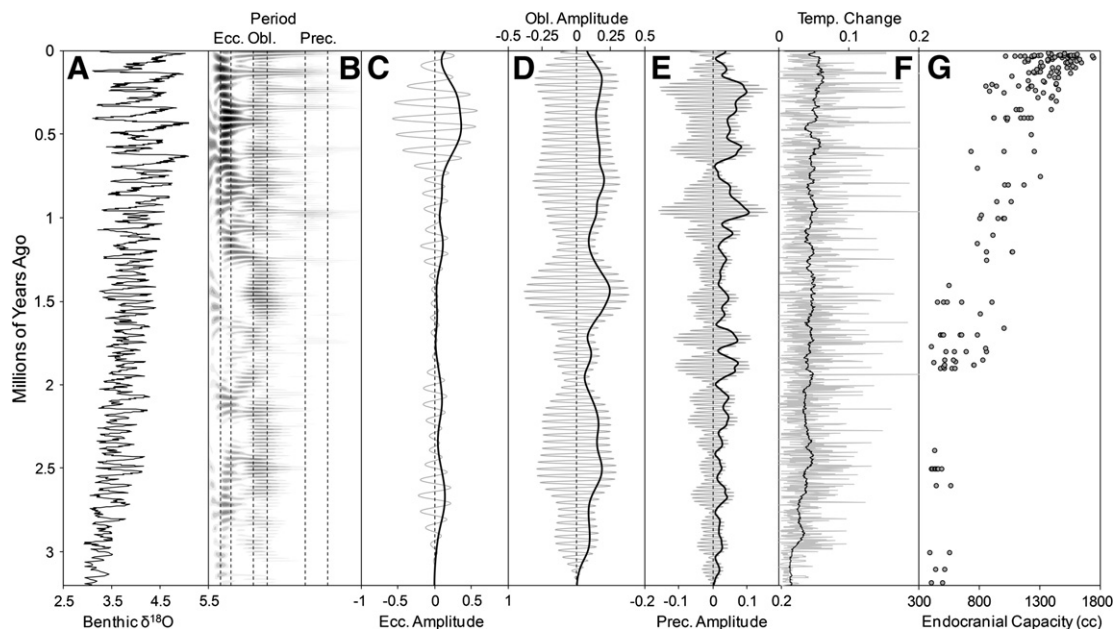 Period
Ecc. Obl. Prec.
Obl. Amplitude
-0.5 -0.25 0 0.25 0.5
Temp. Change
0 0.05 0.1 0.2
A B C D E F G
Millions of Years Ago
0
0.5
1
1.5
2
2.5
3
2.5 3.5 4.5 5.5
Benthic δ18O
-1 -0.5 0 0.5 1
Ecc. Amplitude
-0.2 -0.1 0 0.1 0.2
Prec. Amplitude
300 800 1300 1800
Endocranial Capacity (cc)